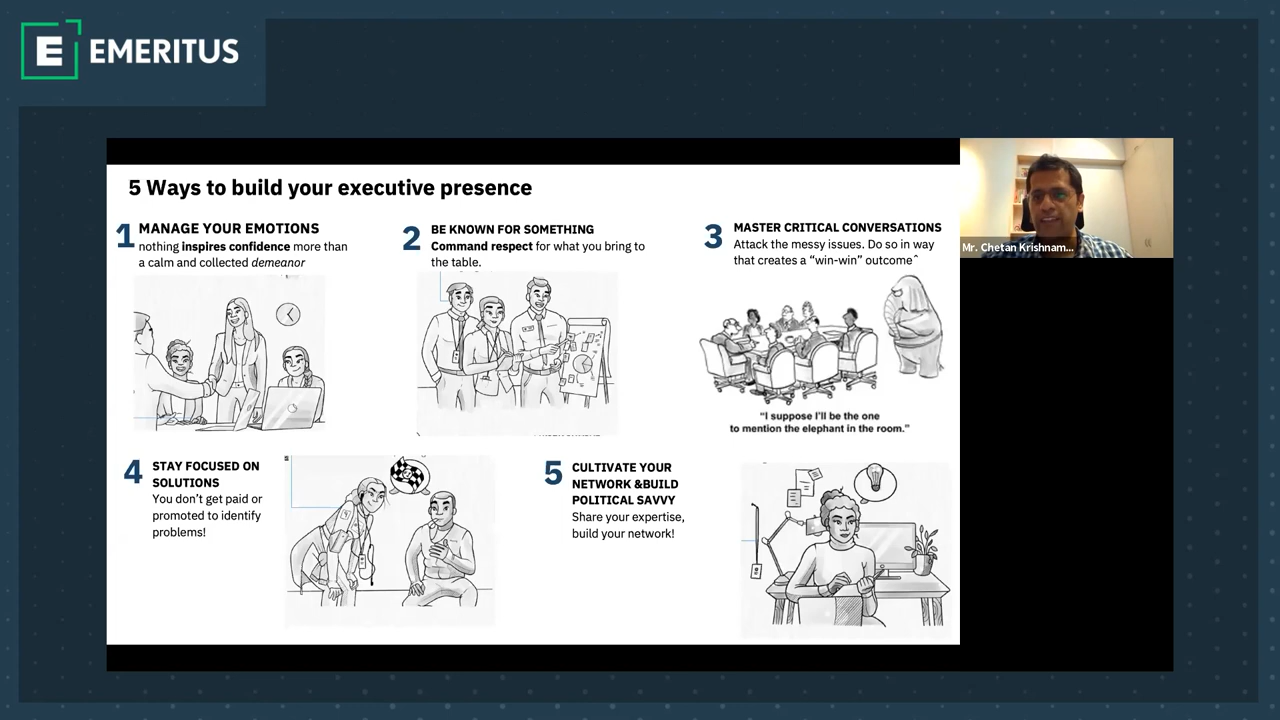 EMERITUS
5 Ways to build your executive presence
1 MANAGE YOUR EMOTIONS
nothing inspires confidence more than
a calm and collected demeanor
2 BE KNOWN FOR SOMETHING
Command respect for what you bring to
the table.
3 MASTER CRITICAL CONVERSATIONS
Attack the messy issues. Do so in way
that creates a “win-win” outcome^
“I suppose I’ll be the one
to mention the elephant in the room.”
4 STAY FOCUSED ON
SOLUTIONS
You don’t get paid or
promoted to identify
problems!
5 CULTIVATE YOUR
NETWORK &BUILD
POLITICAL SAVVY
Share your expertise,
build your network!
Mr. Chetan Krishnam...